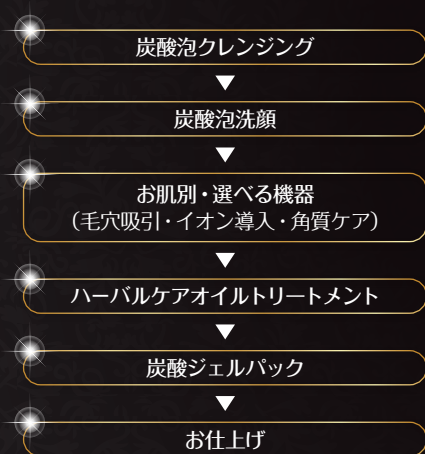 炭酸泡クレンジング
▼
炭酸泡洗顔
▼
お肌別・選べる機器
（毛穴吸引・イオン導入・角質ケア）
▼
ハーバルケアオイルトリートメント
▼
炭酸ジェルパック
▼
お仕上げ